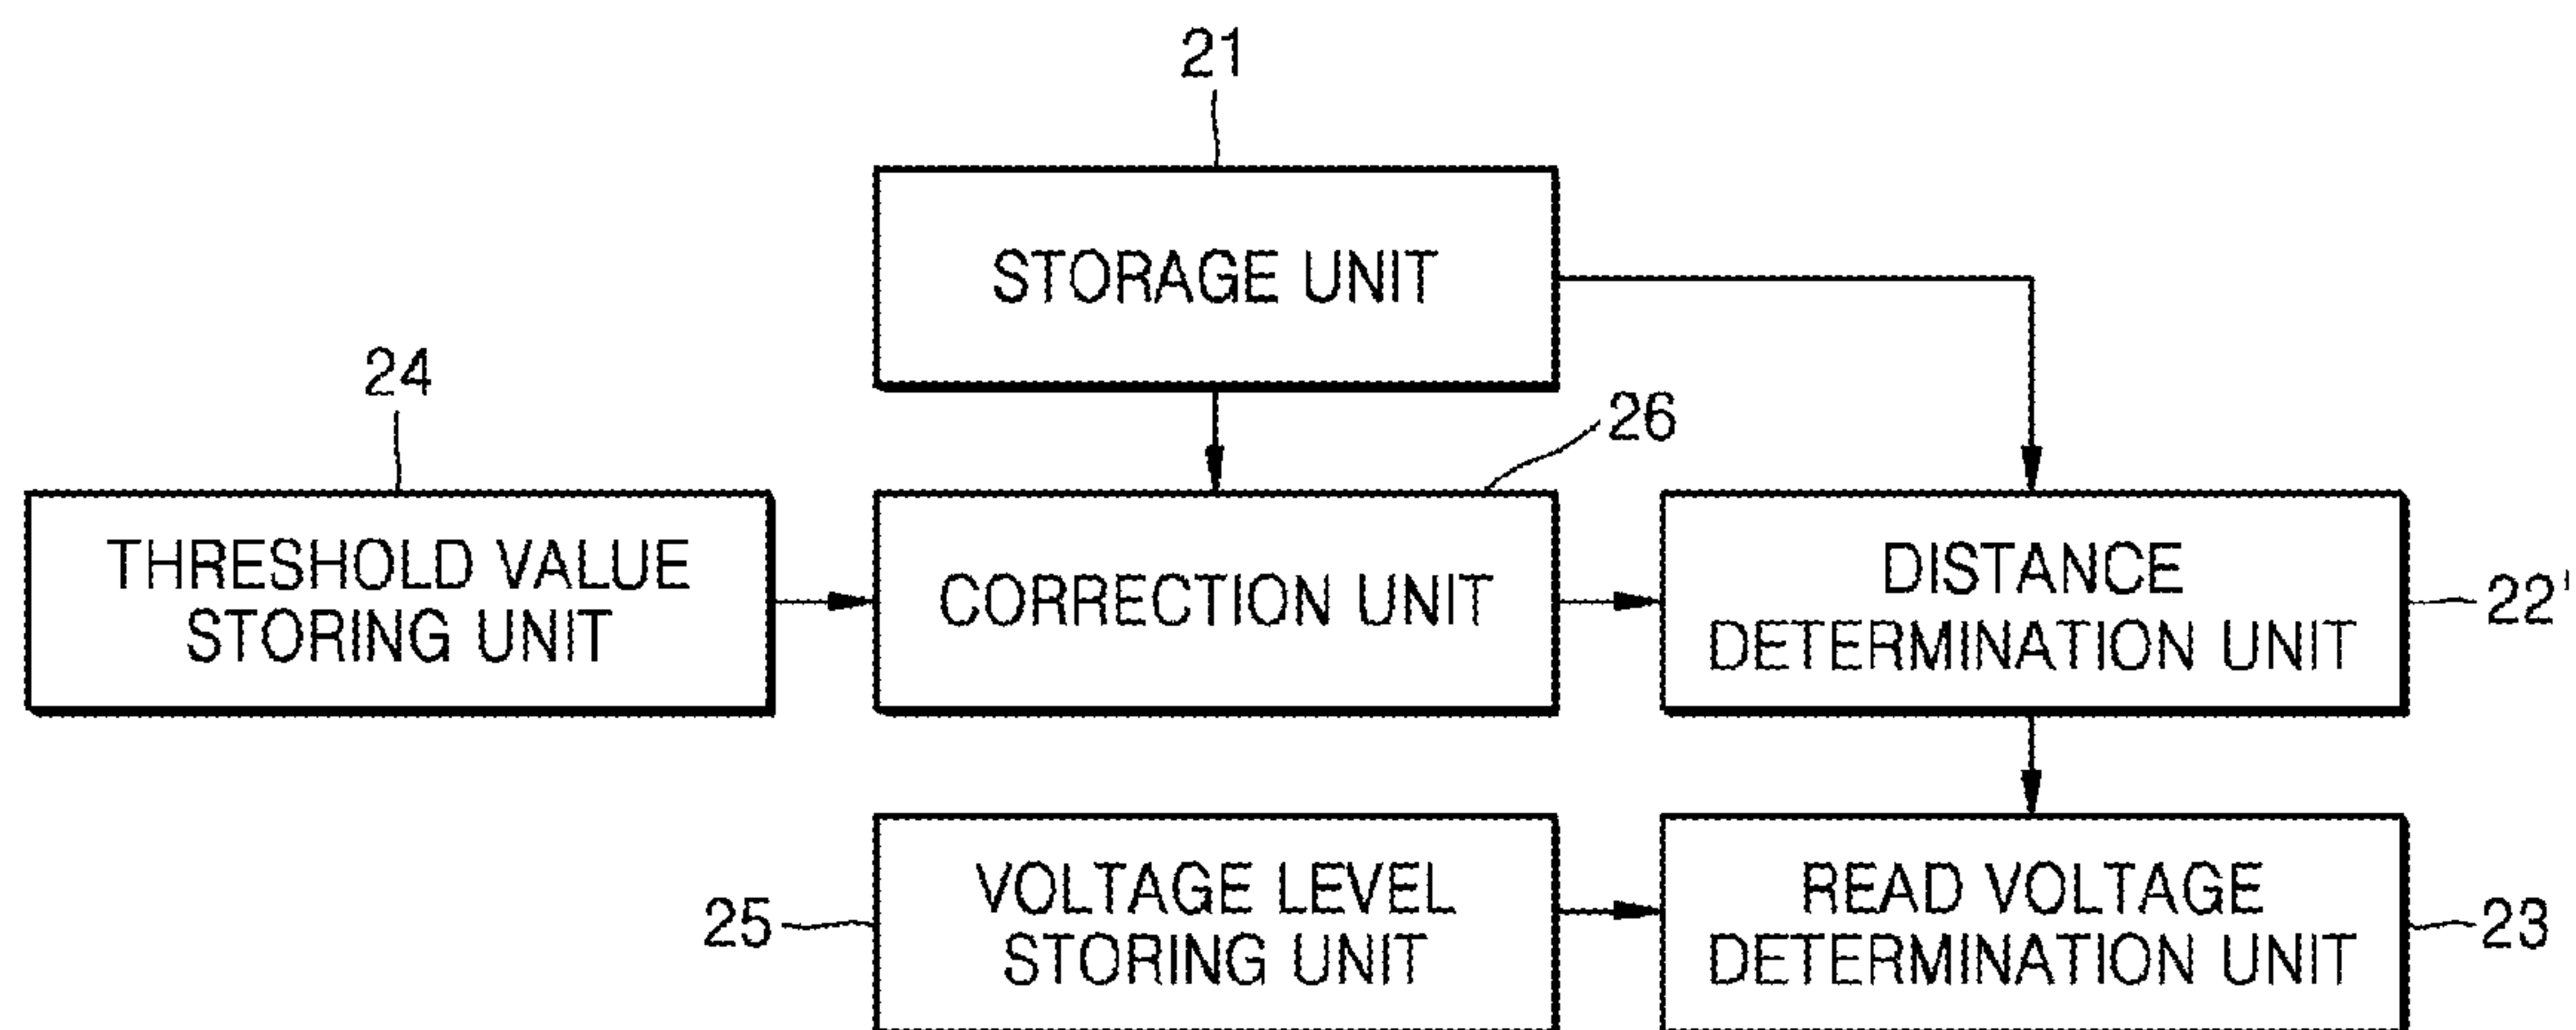 21
STORAGE UNIT
24
26
THRESHOLD VALUE
STORING UNIT
CORRECTION UNIT
DISTANCE
DETERMINATION UNIT
22'
25
VOLTAGE LEVEL
STORING UNIT
READ VOLTAGE
DETERMINATION UNIT
23